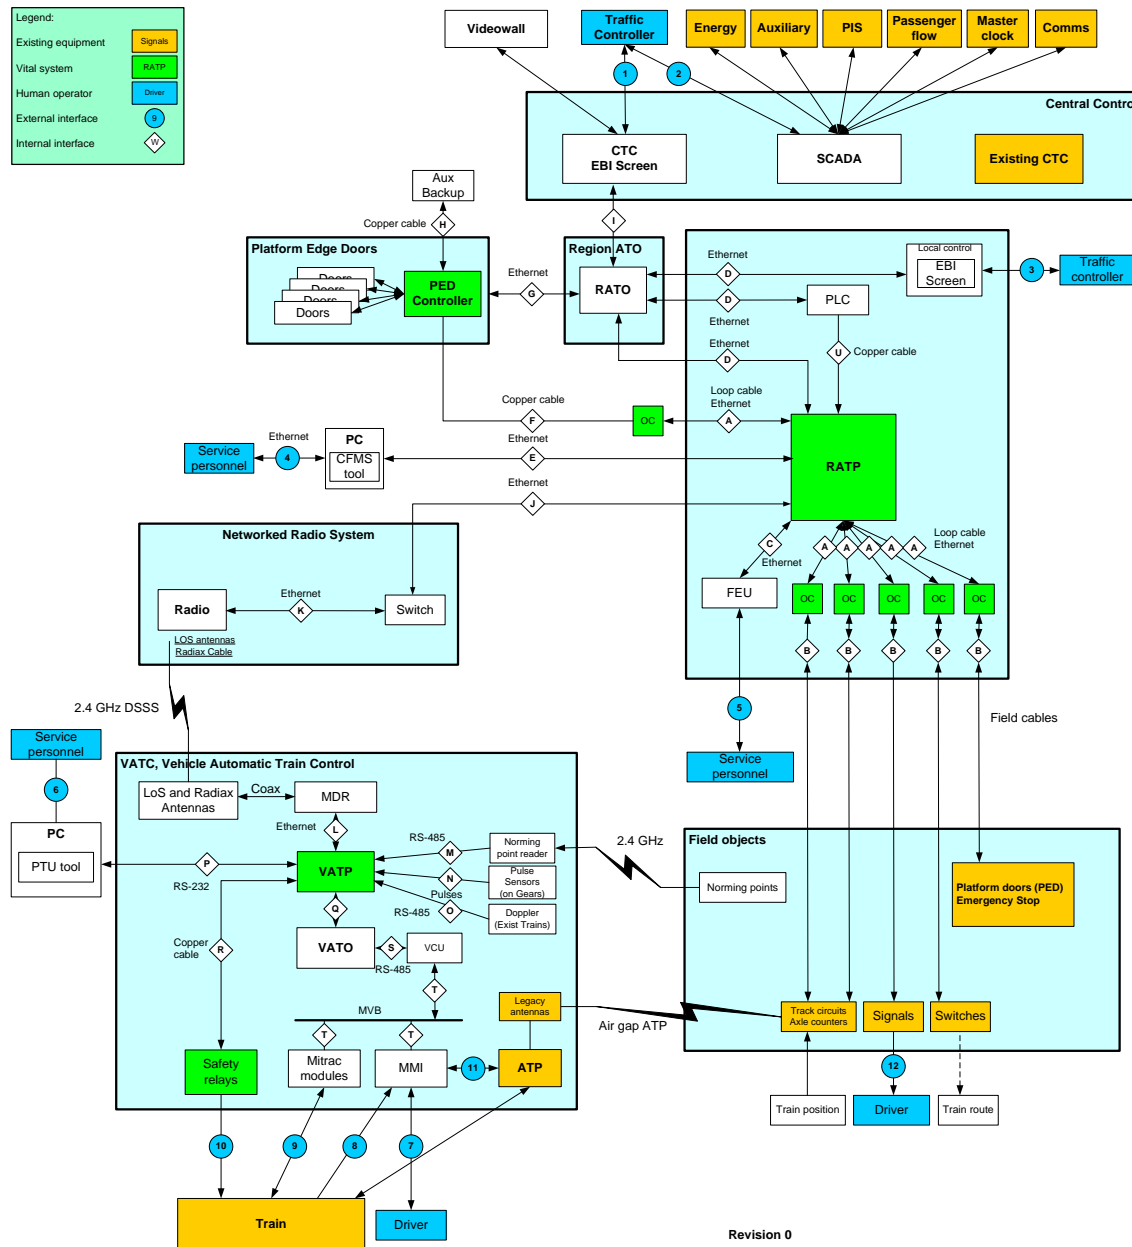 Legend:
Existing equipment
Signals
Vital system
RATP
Human operator
Driver
External interface
9
Internal interface
W
Videowall
Traffic
Controller
Energy
Auxiliary
PIS
Passenger
flow
Master
clock
Comms
1
2
Central Control
CTC
EBI Screen
SCADA
Existing CTC
Aux
Backup
Copper cable
H
I
Platform Edge Doors
Doors
Doors
Doors
Doors
PED
Controller
Ethernet
G
Region ATO
RATO
Ethernet
D
D
Ethernet
Ethernet
D
Local control
EBI
Screen
3
Traffic
controller
PLC
U
Copper cable
Loop cable
Ethernet
A
OC
Copper cable
F
RATP
Service
personnel
Ethernet
4
PC
CFMS
tool
Ethernet
E
Ethernet
J
Networked Radio System
Radio
Ethernet
K
Switch
LOS antennas
Radiax Cable
C
Ethernet
FEU
A
A
A
A
A
Loop cable
Ethernet
OC
OC
OC
OC
OC
B
B
B
B
B
5
Service
personnel
Field cables
2.4 GHz DSSS
Service
personnel
6
PC
PTU tool
P
RS-232
VATC, Vehicle Automatic Train Control
LoS and Radiax
Antennas
Coax
MDR
Ethernet
L
VATP
RS-485
M
Norming
point reader
N
Pulses
Pulse
Sensors
(on Gears)
RS-485
O
Doppler
(Exist Trains)
Q
VATO
S
RS-485
VCU
Copper
cable
R
T
MVB
T
T
Legacy
antennas
Safety
relays
Mitrac
modules
MMI
11
ATP
10
9
8
7
Train
Driver
2.4 GHz
Air gap ATP
Field objects
Norming points
Platform doors (PED)
Emergency Stop
Track circuits
Axle counters
Signals
Switches
12
Train position
Driver
Train route
Revision 0